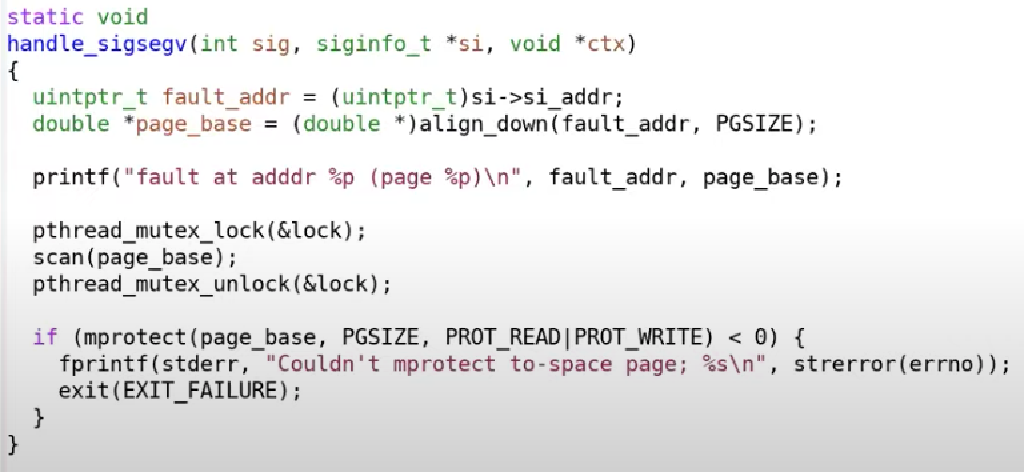 static void
handle_sigsegv(int sig, siginfo_t *si, void *ctx)
{
  uintptr_t fault_addr = (uintptr_t)si->si_addr;
  double *page_base = (double *)align_down(fault_addr, PGSIZE);

  printf("fault at adddr %p (page %p)\n", fault_addr, page_base);

  pthread_mutex_lock(&lock);
  scan(page_base);
  pthread_mutex_unlock(&lock);

  if (mprotect(page_base, PGSIZE, PROT_READ|PROT_WRITE) < 0) {
    fprintf(stderr, "Couldn't mprotect to-space page; %s\n", strerror(errno));
    exit(EXIT_FAILURE);
  }
}